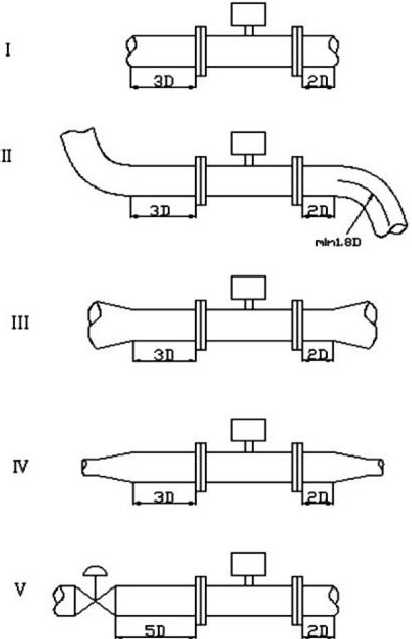 I
3D 2D
II
3D 2D
min1.8D
III
3D 2D
IV
3D 2D
V
5D 2D